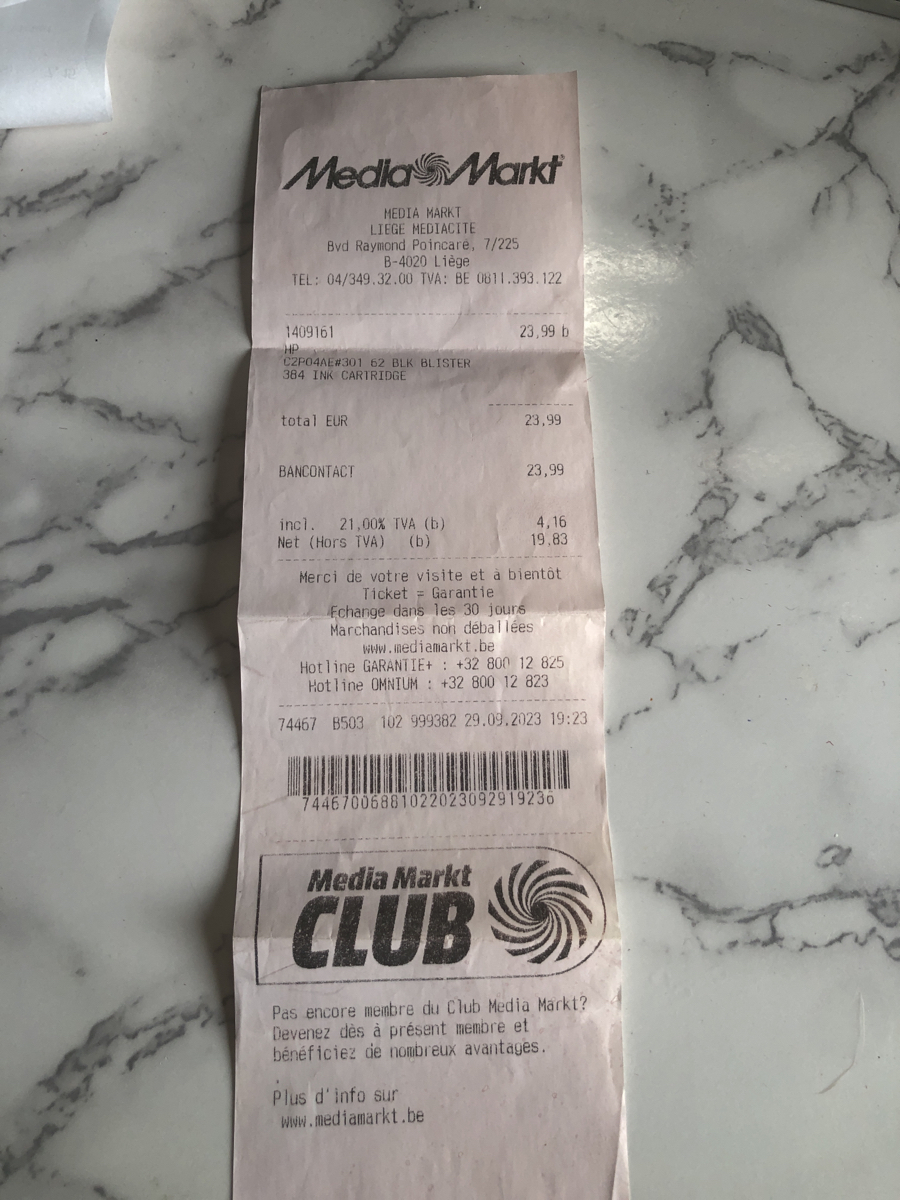 Media Markt
MEDIA MARKT
LIEGE MEDIACITE
Bvd Raymond Poincaré, 7/225
B-4020 Liège
TEL: 04/349.32.00 TVA: BE 0811.393.122
1409161 23,99 b
HP
C2P04AE#301 62 BLK BLISTER
384 INK CARTRIDGE
total EUR 23,99
BANCONTACT 23,99
incl. 21,00% TVA (b) 4,16
Net (Hors TVA) (b) 19,83
Merci de votre visite et à bientôt
Ticket = Garantie
Echange dans les 30 jours
Marchandises non déballées
www.mediamarkt.be
Hotline GARANTIE+ : +32 800 12 825
Hotline OMNIUM : +32 800 12 823
74467 B503 102 999382 29.09.2023 19:23
74467006881022023092919236
Media Markt
CLUB
Pas encore membre du Club Media Markt?
Devenez dès à présent membre et
bénéficiez de nombreux avantages.
Plus d'info sur
www.mediamarkt.be